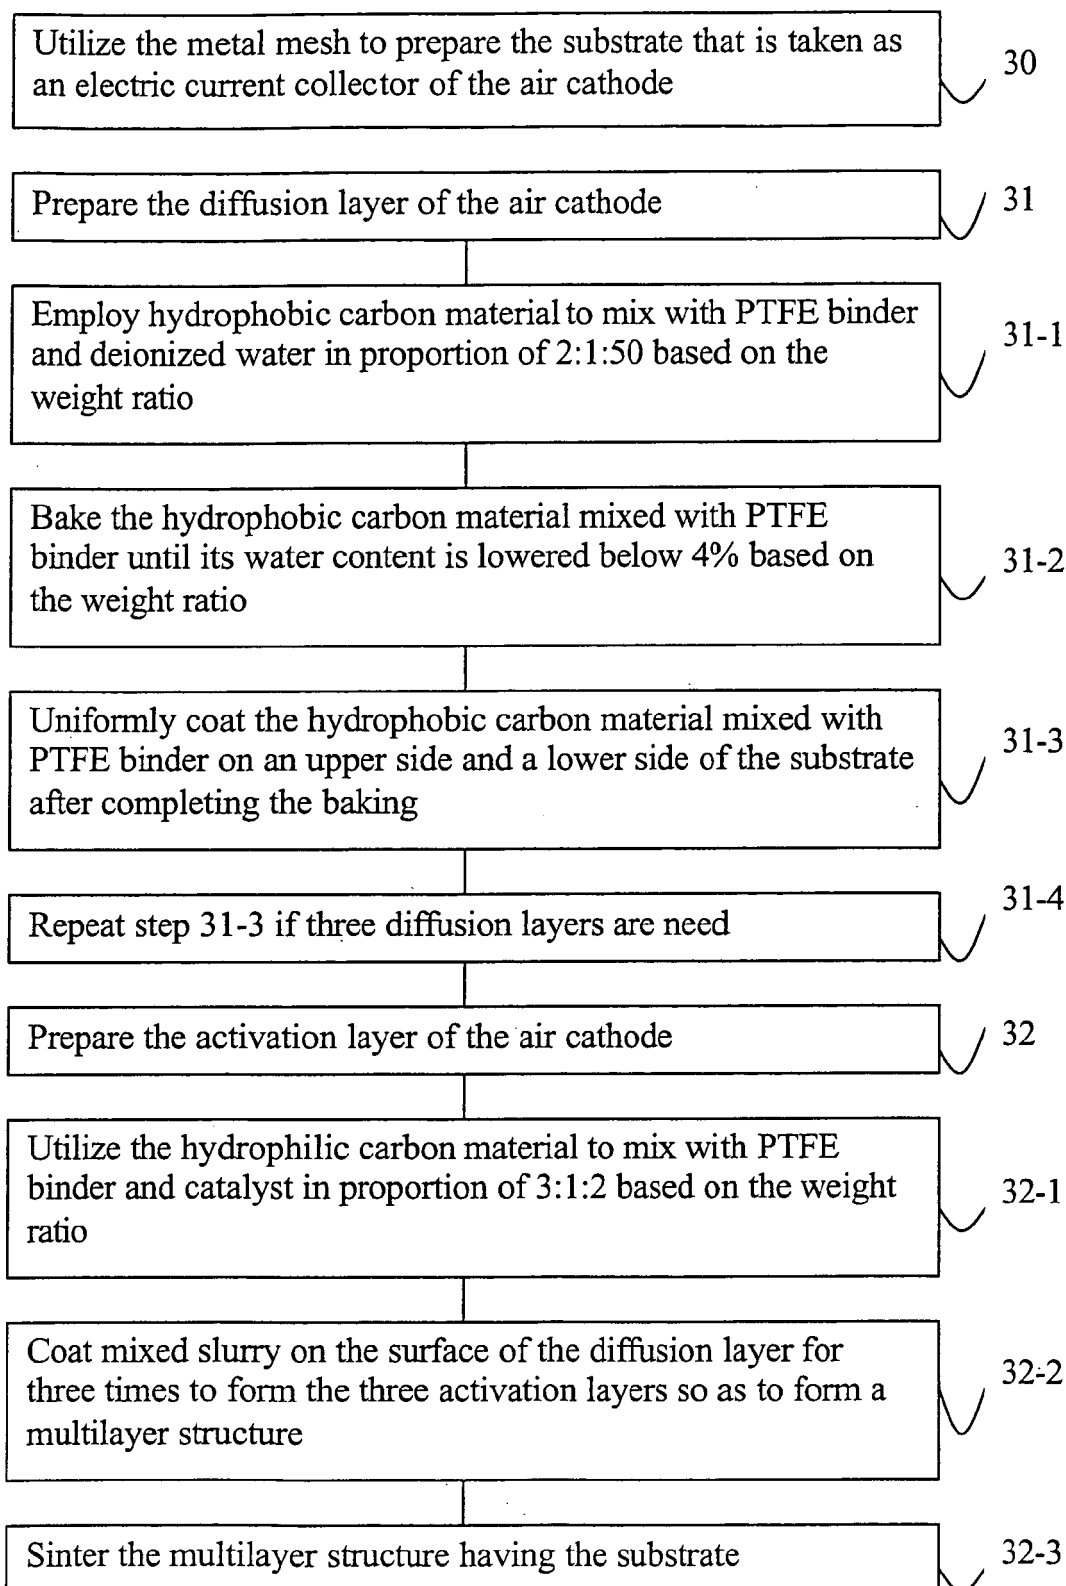 Utilize the metal mesh to prepare the substrate that is taken as
an electric current collector of the air cathode
30
Prepare the diffusion layer of the air cathode
31
Employ hydrophobic carbon material to mix with PTFE binder
and deionized water in proportion of 2:1:50 based on the
weight ratio
31-1
Bake the hydrophobic carbon material mixed with PTFE
binder until its water content is lowered below 4% based on
the weight ratio
31-2
Uniformly coat the hydrophobic carbon material mixed with
PTFE binder on an upper side and a lower side of the substrate
after completing the baking
31-3
Repeat step 31-3 if three diffusion layers are need
31-4
Prepare the activation layer of the air cathode
32
Utilize the hydrophilic carbon material to mix with PTFE
binder and catalyst in proportion of 3:1:2 based on the weight
ratio
32-1
Coat mixed slurry on the surface of the diffusion layer for
three times to form the three activation layers so as to form a
multilayer structure
32-2
Sinter the multilayer structure having the substrate
32-3